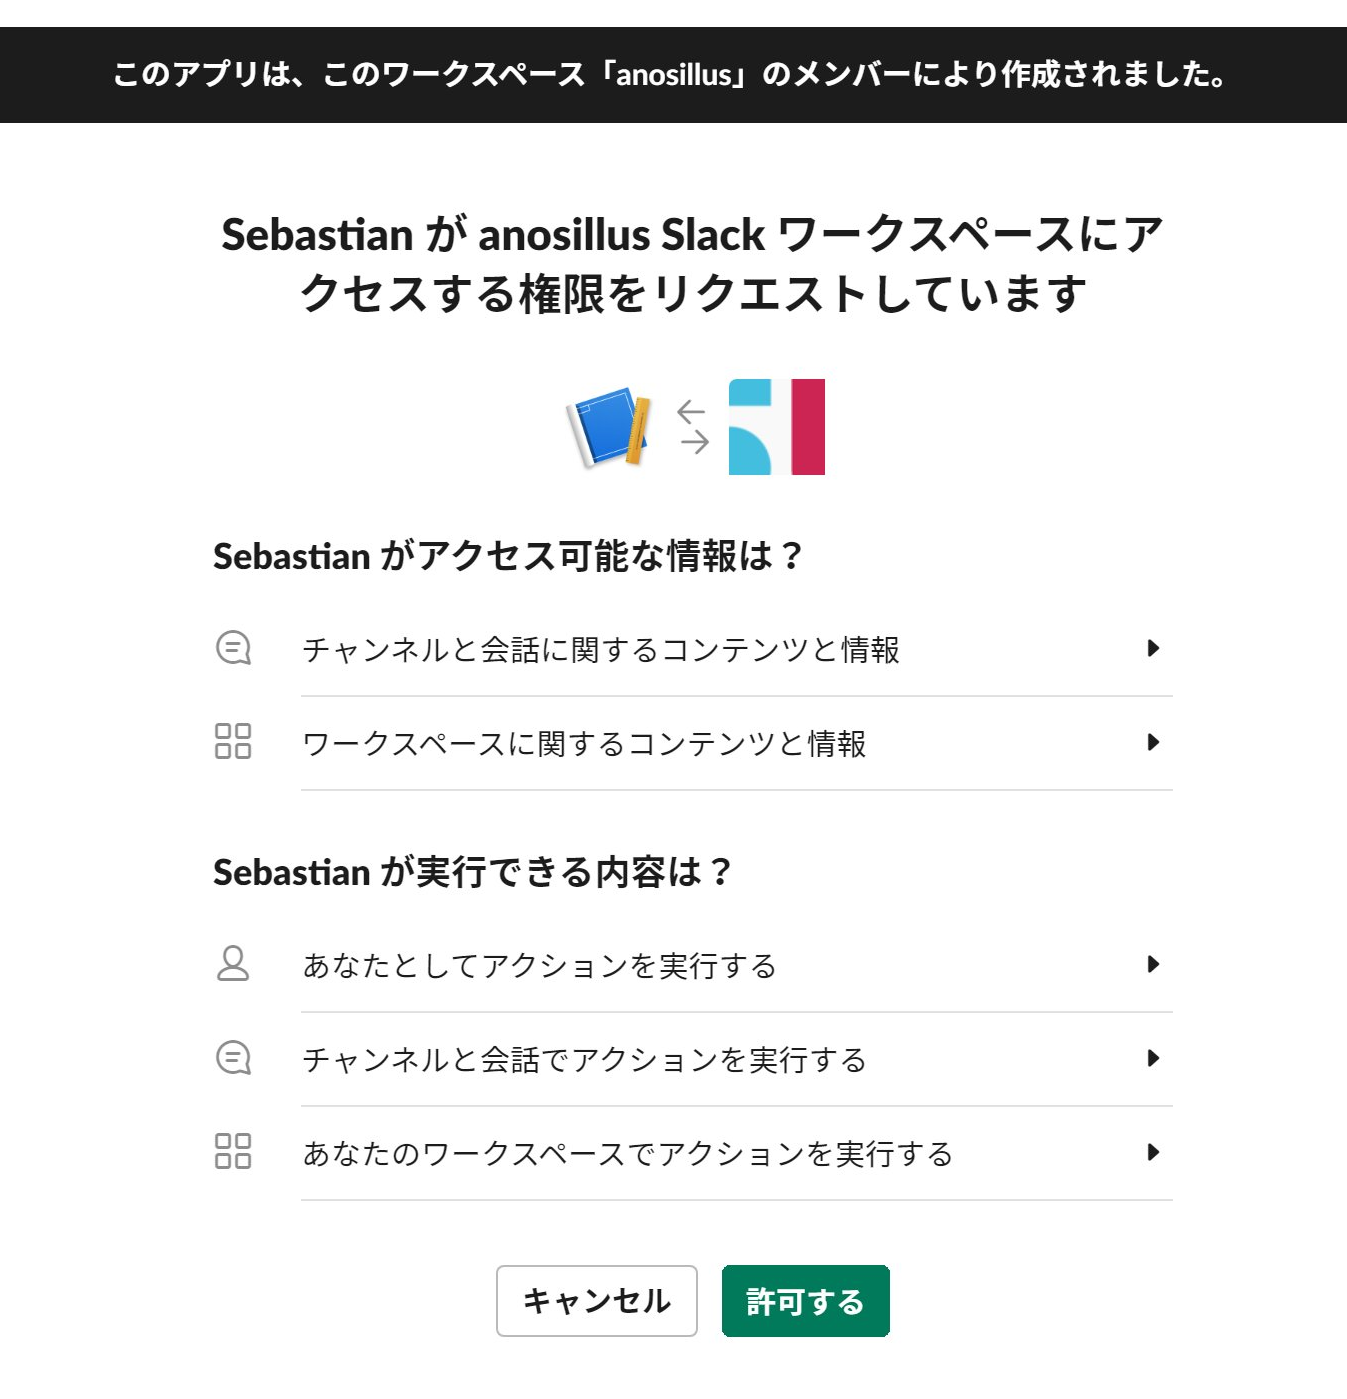 このアプリは、このワークスペース「anosillus」のメンバーにより作成されました。
Sebastian が anosillus Slack ワークスペースにア
クセスする権限をリクエストしています
Sebastian がアクセス可能な情報は？
チャンネルと会話に関するコンテンツと情報
ワークスペースに関するコンテンツと情報
Sebastian が実行できる内容は？
あなたとしてアクションを実行する
チャンネルと会話でアクションを実行する
あなたのワークスペースでアクションを実行する
キャンセル
許可する